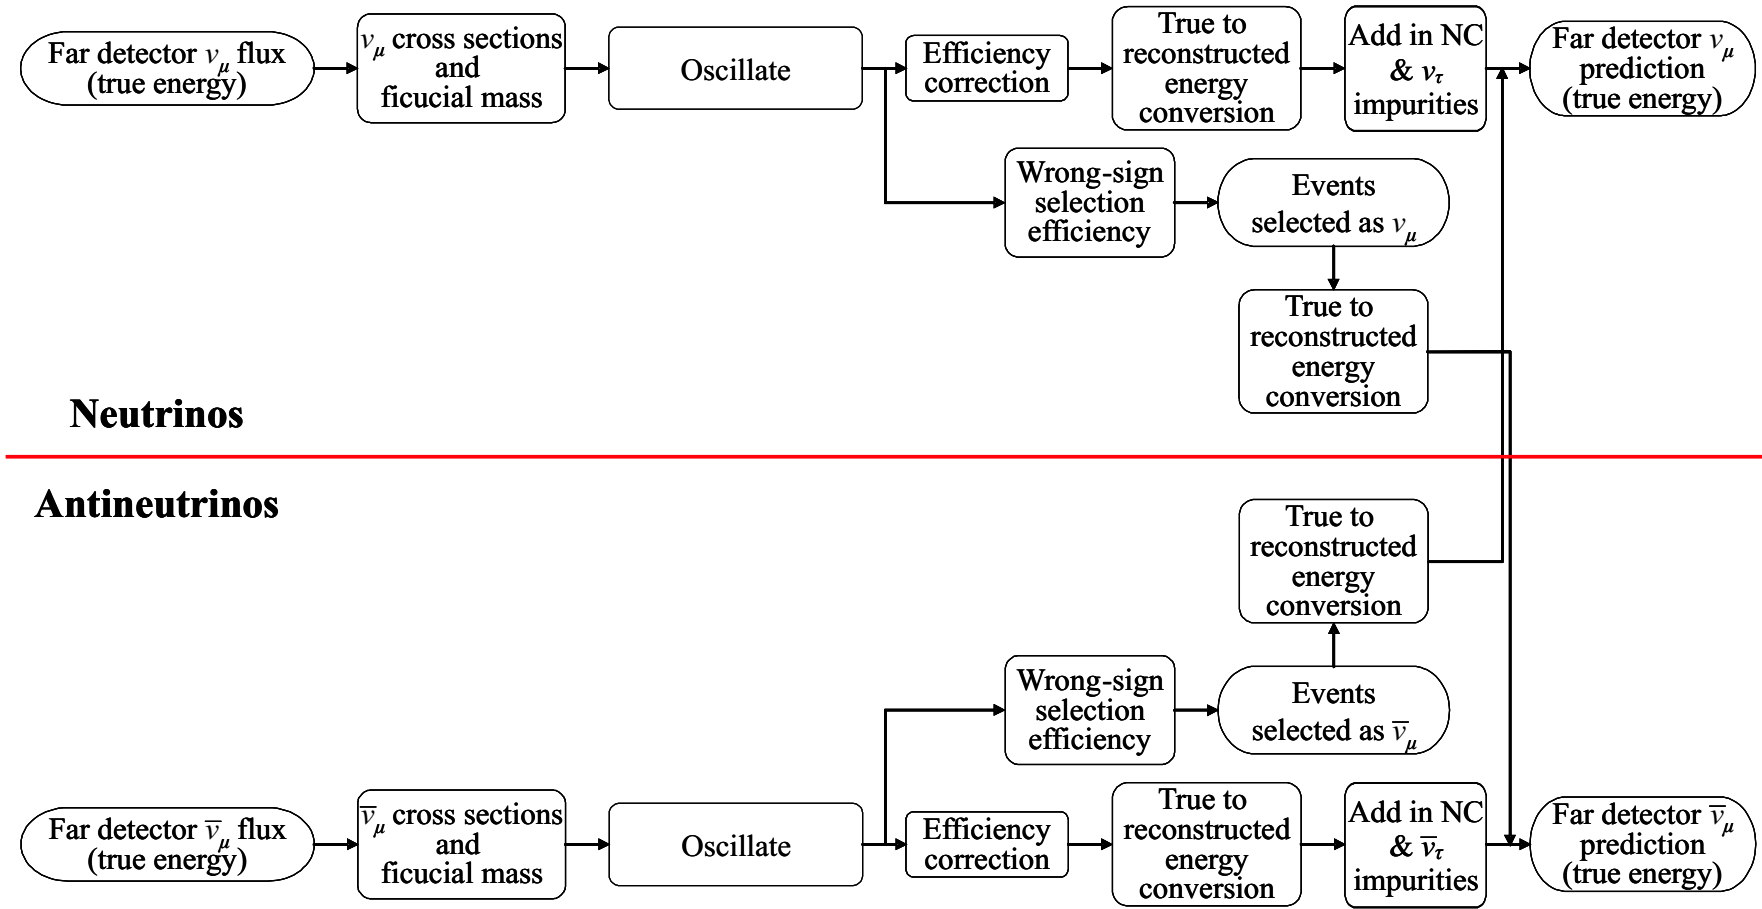 Far detector νμ flux
(true energy)
νμ cross sections
and
ficucial mass
Oscillate
Efficiency
correction
True to
reconstructed
energy
conversion
Add in NC
& ντ
impurities
Far detector νμ
prediction
(true energy)
Wrong-sign
selection
efficiency
Events
selected as νμ
True to
reconstructed
energy
conversion
Neutrinos
Antineutrinos
True to
reconstructed
energy
conversion
Wrong-sign
selection
efficiency
Events
selected as ν̅μ
Far detector ν̅μ flux
(true energy)
ν̅μ cross sections
and
ficucial mass
Oscillate
Efficiency
correction
True to
reconstructed
energy
conversion
Add in NC
& ν̅τ
impurities
Far detector ν̅μ
prediction
(true energy)